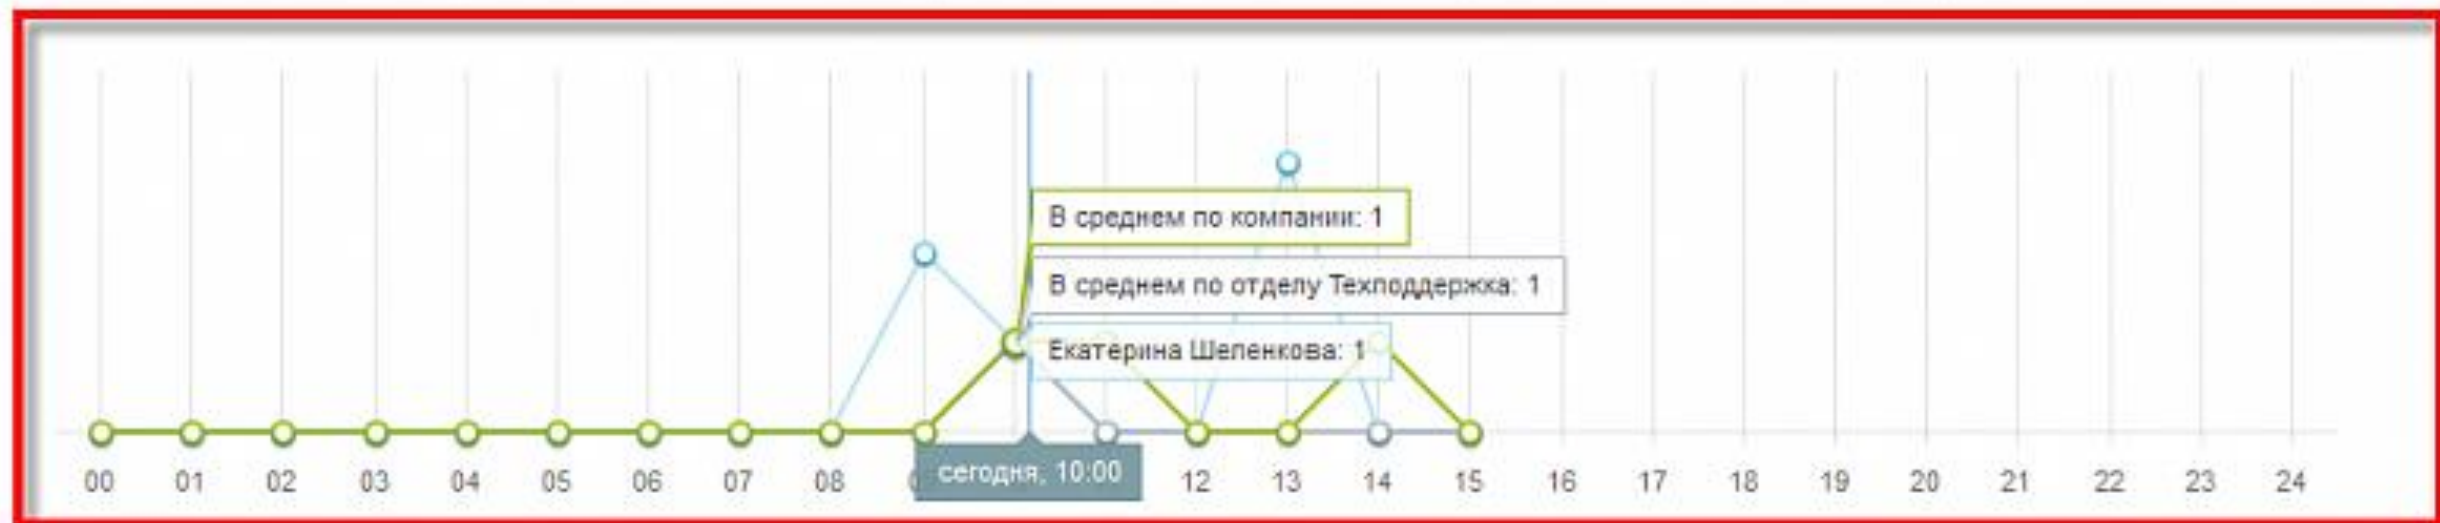 В среднем по компании: 1
В среднем по отделу Техподдержка: 1
Екатерина Шепенкова: 1
сегодня, 10:00
00 01 02 03 04 05 06 07 08 12 13 14 15 16 17 18 19 20 21 22 23 24